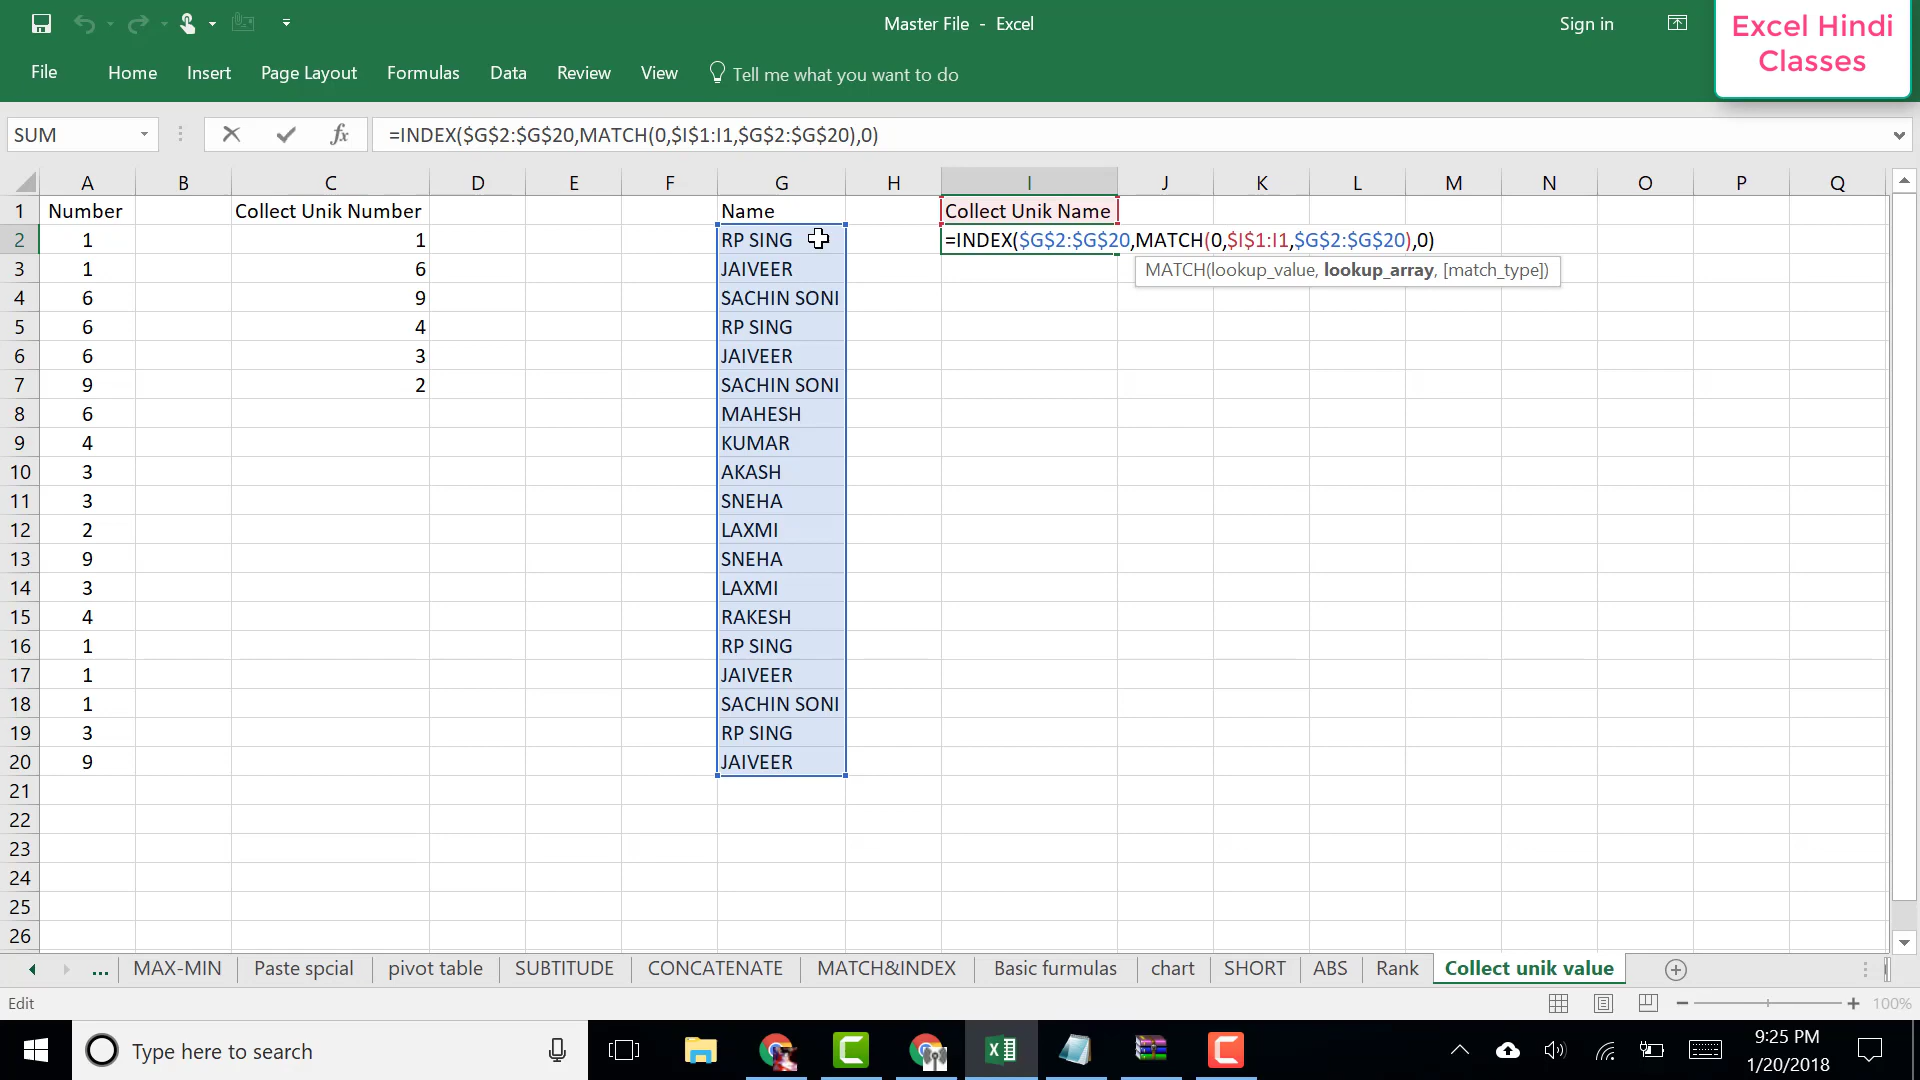 Master File - Excel
Sign in
Excel Hindi
Classes
File Home Insert Page Layout Formulas Data Review View Tell me what you want to do
SUM fx =INDEX($G$2:$G$20,MATCH(0,$I$1:I1,$G$2:$G$20),0)
A B C D E F G H I J K L M N O P Q
1 Number Collect Unik Number Name Collect Unik Name
2 1 1 RP SING =INDEX($G$2:$G$20,MATCH(0,$I$1:I1,$G$2:$G$20),0)
3 1 6 JAIVEER MATCH(lookup_value, lookup_array, [match_type])
4 6 9 SACHIN SONI
5 6 4 RP SING
6 6 3 JAIVEER
7 9 2 SACHIN SONI
8 6 MAHESH
9 4 KUMAR
10 3 AKASH
11 3 SNEHA
12 2 LAXMI
13 9 SNEHA
14 3 LAXMI
15 4 RAKESH
16 1 RP SING
17 1 JAIVEER
18 1 SACHIN SONI
19 3 RP SING
20 9 JAIVEER
21
22
23
24
25
26
... MAX-MIN Paste spcial pivot table SUBTITUDE CONCATENATE MATCH&INDEX Basic furmulas chart SHORT ABS Rank Collect unik value
Edit 100%
Type here to search
9:25 PM
1/20/2018